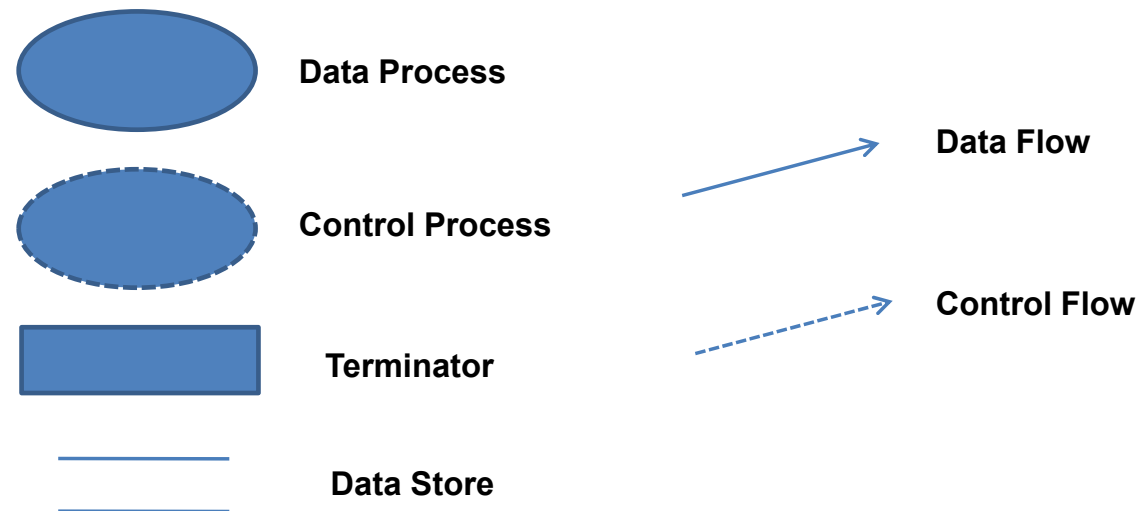 Data Process
Control Process
Terminator
Data Store
Data Flow
Control Flow